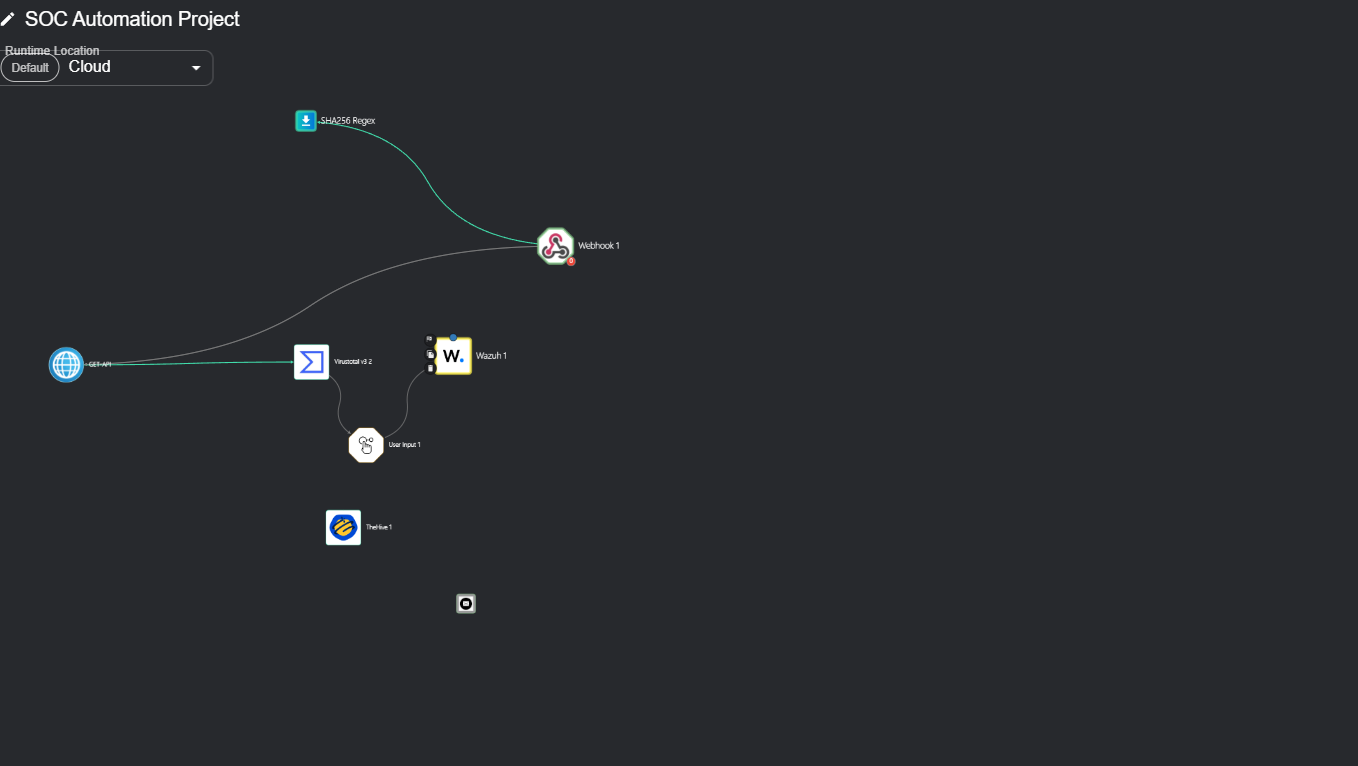 SOC Automation Project
Runtime Location
Default Cloud
SHA256 Regex
Webhook 1
0
GET-API
Virustotal v3 2
W. Wazuh 1
User Input 1
TheHive 1